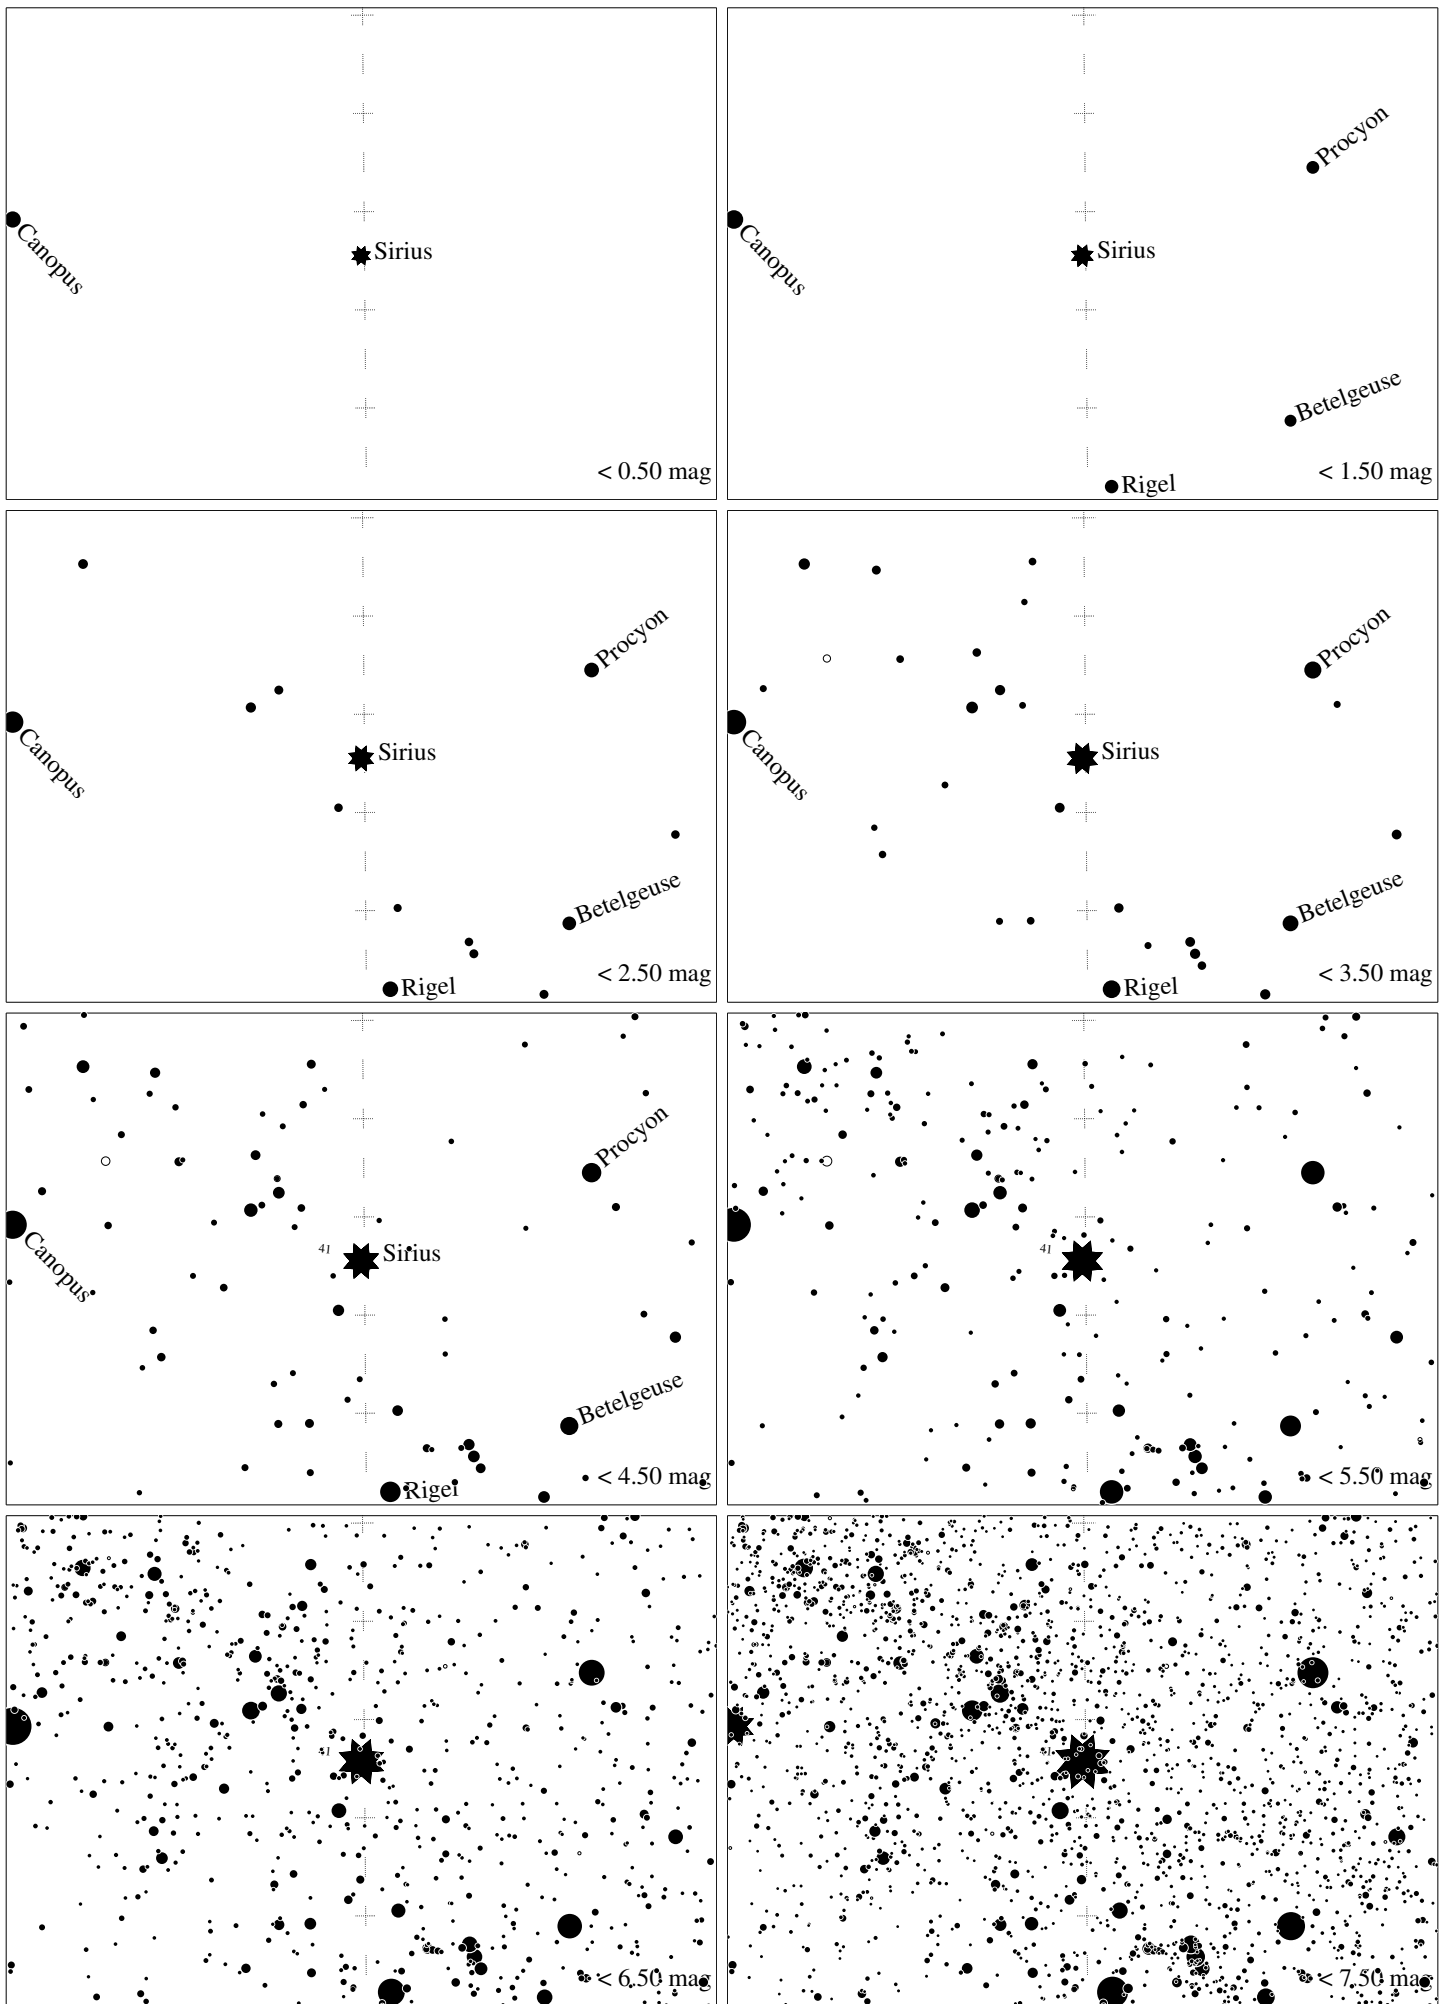 Canopus
Sirius
< 0.50 mag
Procyon
Canopus
Sirius
Betelgeuse
Rigel
< 1.50 mag
Procyon
Canopus
Sirius
Betelgeuse
Rigel
< 2.50 mag
Procyon
Canopus
Sirius
Betelgeuse
Rigel
< 3.50 mag
Procyon
Canopus
41
Sirius
Betelgeuse
Rigel
< 4.50 mag
41
< 5.50 mag
41
< 6.50 mag
41
< 7.50 mag